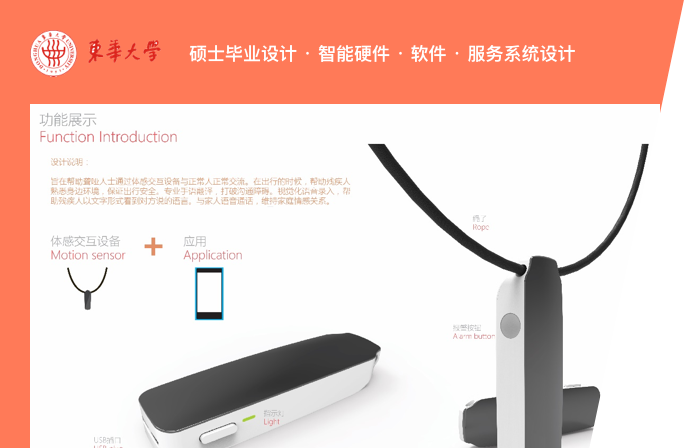 東華大學 硕士毕业设计 · 智能硬件 · 软件 · 服务系统设计
功能展示
Function Introduction
设计说明：
旨在帮助聋哑人士通过体感交互设备与正常人正常交流。在出行的时候，帮助残疾人
熟悉身边环境，保证出行安全。专业手语翻译，打破沟通障碍。视觉化语音录入，帮
助残疾人以文字形式看到对方说的语言。与家人语音通话，维持家庭情感关系。
体感交互设备 + 应用
Motion sensor Application
绳子
Rope
报警按钮
Alarm button
指示灯
Light
USB插口